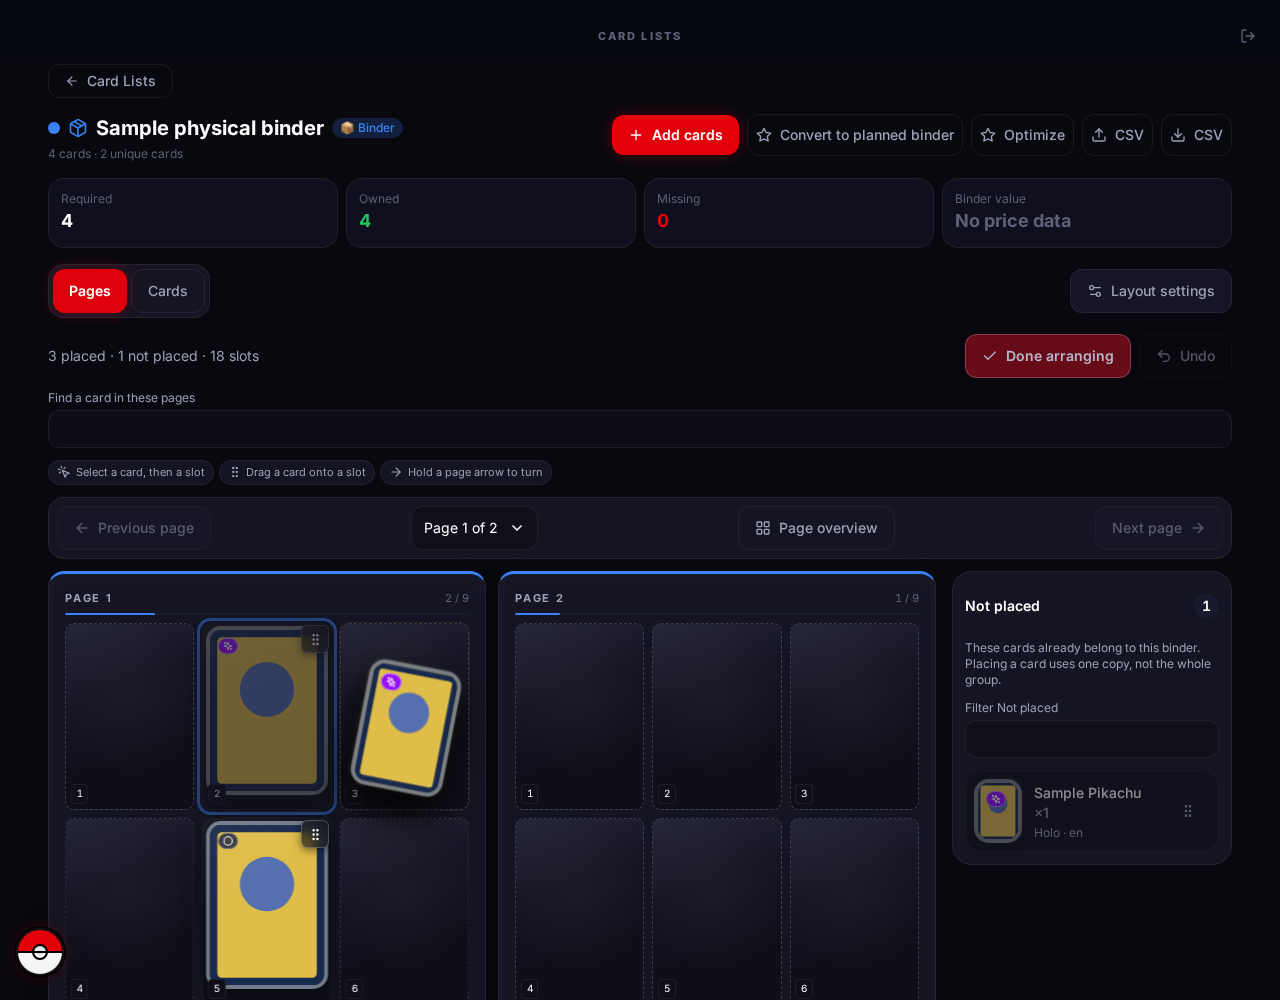 CARD LISTS
Card Lists
Sample physical binder
Binder
4 cards · 2 unique cards
Add cards
Convert to planned binder
Optimize
CSV
CSV
Required
4
Owned
4
Missing
0
Binder value
No price data
Pages
Cards
Layout settings
3 placed · 1 not placed · 18 slots
Done arranging
Undo
Find a card in these pages
Select a card, then a slot
Drag a card onto a slot
Hold a page arrow to turn
Previous page
Page 1 of 2
Page overview
Next page
PAGE 1
2 / 9
1
2
3
4
5
6
PAGE 2
1 / 9
1
2
3
4
5
6
Not placed
1
These cards already belong to this binder.
Placing a card uses one copy, not the whole
group.
Filter Not placed
Sample Pikachu
×1
Holo · en